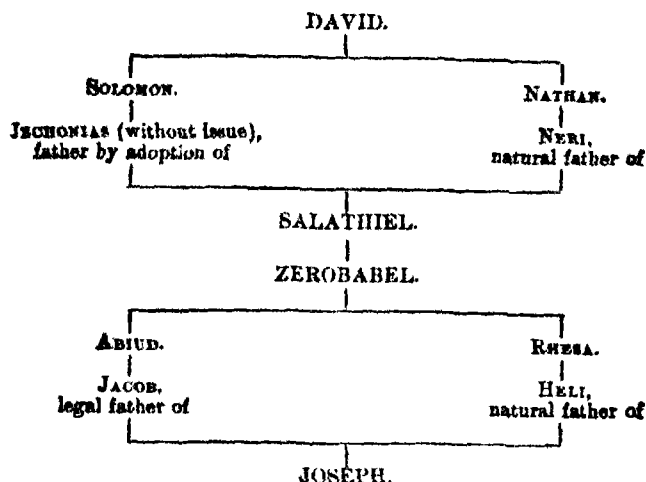 DAVID.
SOLOMON.
NATHAN.
JECHONIAS (without issue),
father by adoption of
NERI,
natural father of
SALATHIEL.
ZEROBABEL.
ABIUD.
RHESA.
JACOB,
legal father of
HELI,
natural father of
JOSEPH.